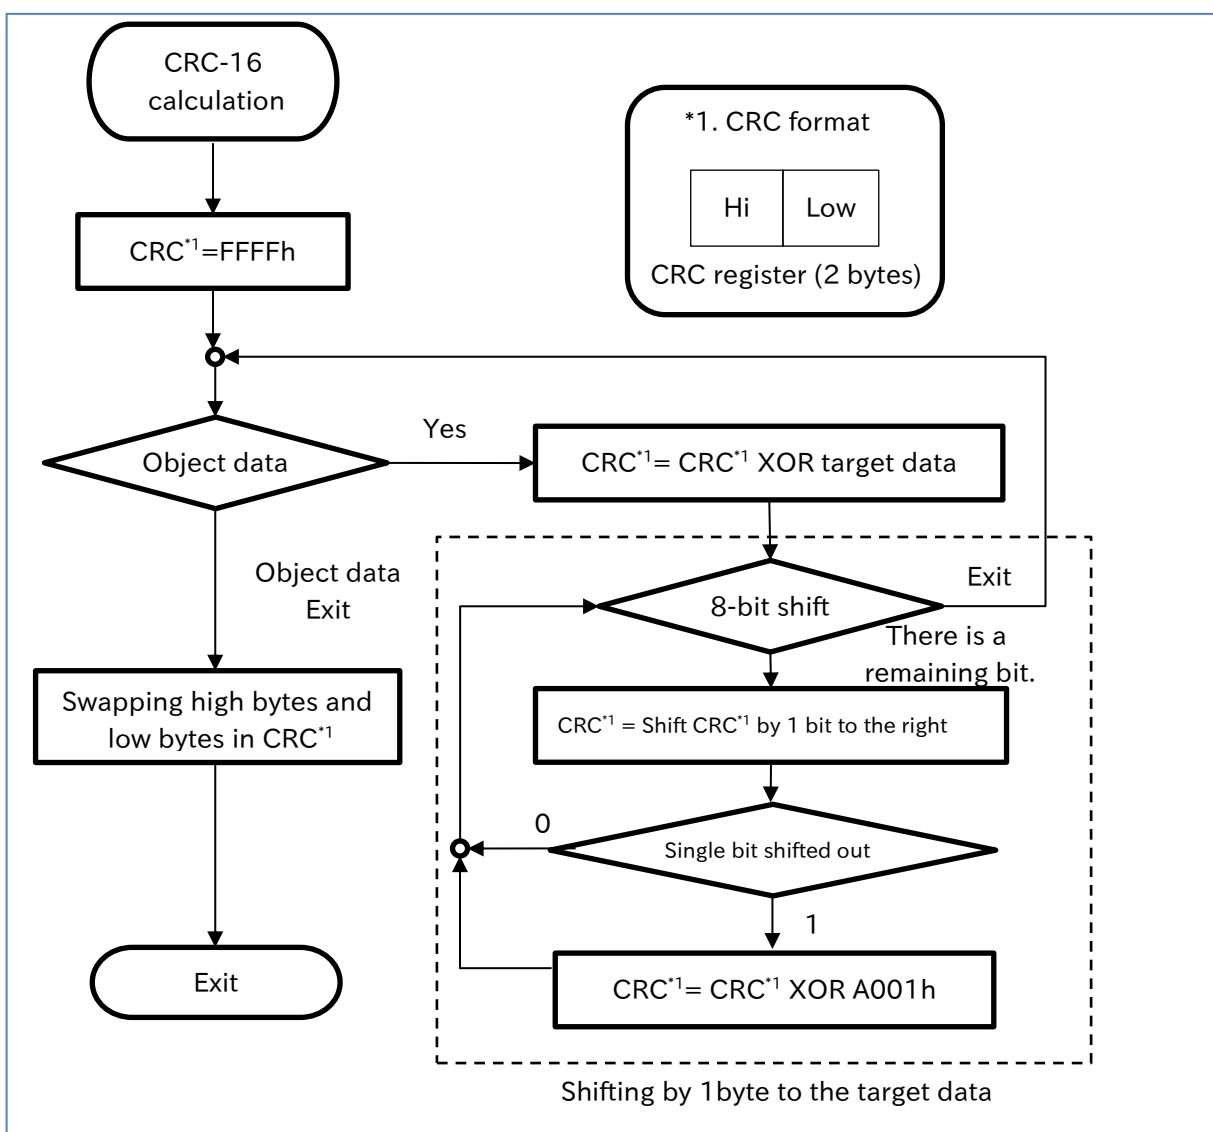 CRC-16
calculation
*1. CRC format
Hi
Low
CRC register (2 bytes)
CRC*1=FFFFh
Yes
Object data
CRC*1= CRC*1 XOR target data
Object data
Exit
Exit
8-bit shift
There is a
remaining bit.
Swapping high bytes and
low bytes in CRC*1
CRC*1 = Shift CRC*1 by 1 bit to the right
0
Single bit shifted out
1
Exit
CRC*1= CRC*1 XOR A001h
Shifting by 1byte to the target data